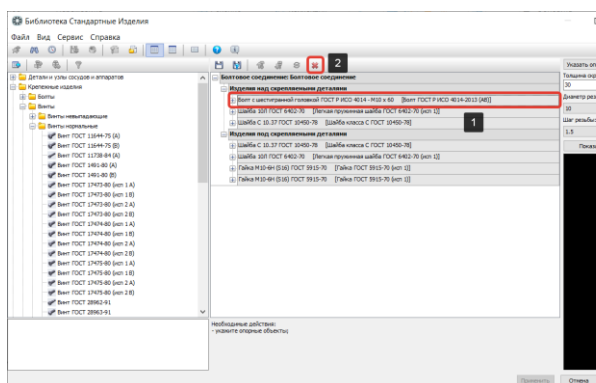 Библиотека Стандартные Изделия
Файл Вид Сервис Справка
2
Детали и узлы сосудов и аппаратов
Крепежные изделия
Болты
Винты
Винты невыпадающие
Винты нормальные
Винт ГОСТ 11644-75 (A)
Винт ГОСТ 11644-75 (B)
Винт ГОСТ 11738-84 (A)
Винт ГОСТ 1491-80 (A)
Винт ГОСТ 1491-80 (B)
Винт ГОСТ 17473-80 (исп 1 A)
Винт ГОСТ 17473-80 (исп 1 B)
Винт ГОСТ 17473-80 (исп 2 A)
Винт ГОСТ 17473-80 (исп 2 B)
Винт ГОСТ 17474-80 (исп 1 A)
Винт ГОСТ 17474-80 (исп 1 B)
Винт ГОСТ 17474-80 (исп 2 A)
Винт ГОСТ 17474-80 (исп 2 B)
Винт ГОСТ 17475-80 (исп 1 A)
Винт ГОСТ 17475-80 (исп 1 B)
Винт ГОСТ 17475-80 (исп 2 A)
Винт ГОСТ 17475-80 (исп 2 B)
Винт ГОСТ 28962-91
Винт ГОСТ 28963-91
Болтовое соединение: Болтовое соединение
Изделия над скрепляемыми деталями
Болт с шестигранной головкой ГОСТ Р ИСО 4014 - M10 x 60 [Болт ГОСТ Р ИСО 4014-2013 (AB)]
Шайба 10Л ГОСТ 6402-70 [Легкая пружинная шайба ГОСТ 6402-70 (исп 1)]
Шайба C 10.37 ГОСТ 10450-78 [Шайба класса C ГОСТ 10450-78]
1
Изделия под скрепляемыми деталями
Шайба C 10.37 ГОСТ 10450-78 [Шайба класса C ГОСТ 10450-78]
Шайба 10Л ГОСТ 6402-70 [Легкая пружинная шайба ГОСТ 6402-70 (исп 1)]
Гайка M10-6H (S16) ГОСТ 5915-70 [Гайка ГОСТ 5915-70 (исп 1)]
Гайка M10-6H (S16) ГОСТ 5915-70 [Гайка ГОСТ 5915-70 (исп 1)]
Необходимые действия:
- укажите опорные объекты;
Указать оп
Толщина скр
30
Диаметр рез
10
Шаг резьбы:
1.5
Показ
Применить Отмена